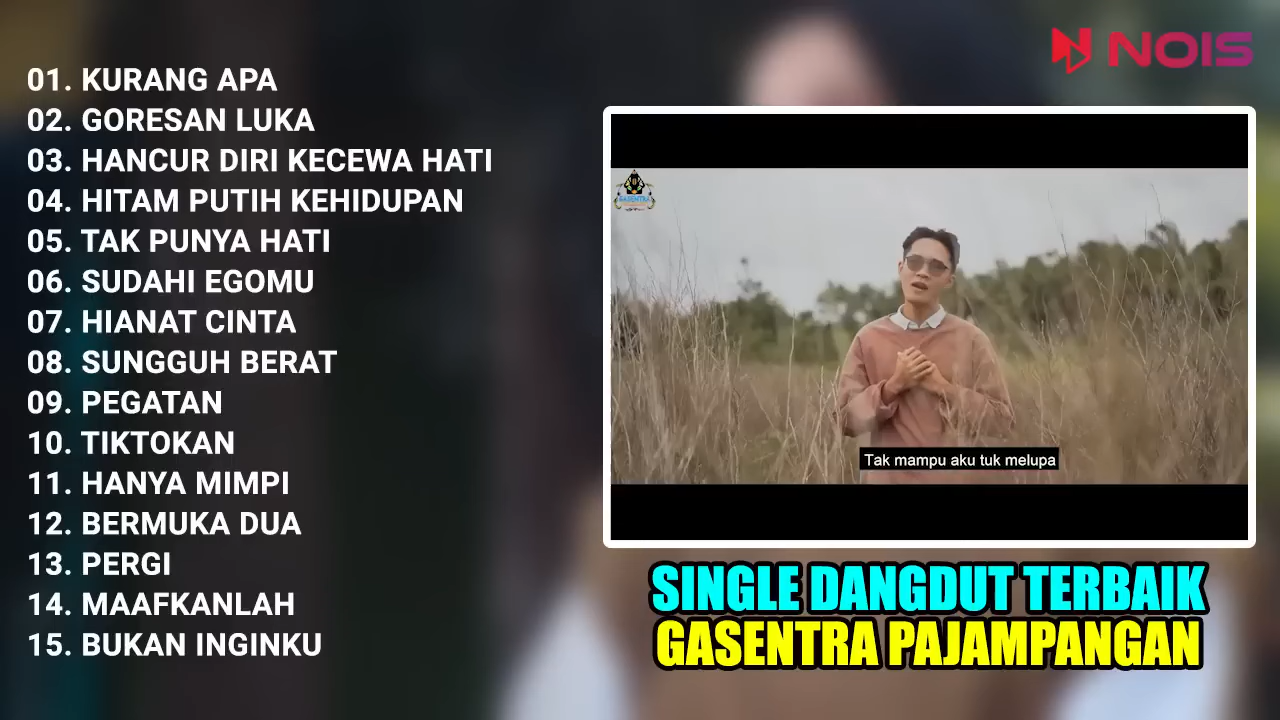 NOIS
01. KURANG APA
02. GORESAN LUKA
03. HANCUR DIRI KECEWA HATI
04. HITAM PUTIH KEHIDUPAN
05. TAK PUNYA HATI
06. SUDAHI EGOMU
07. HIANAT CINTA
08. SUNGGUH BERAT
09. PEGATAN
10. TIKTOKAN
11. HANYA MIMPI
12. BERMUKA DUA
13. PERGI
14. MAAFKANLAH
15. BUKAN INGINKU
GASENTRA
Tak mampu aku tuk melupa
SINGLE DANGDUT TERBAIK
GASENTRA PAJAMPANGAN